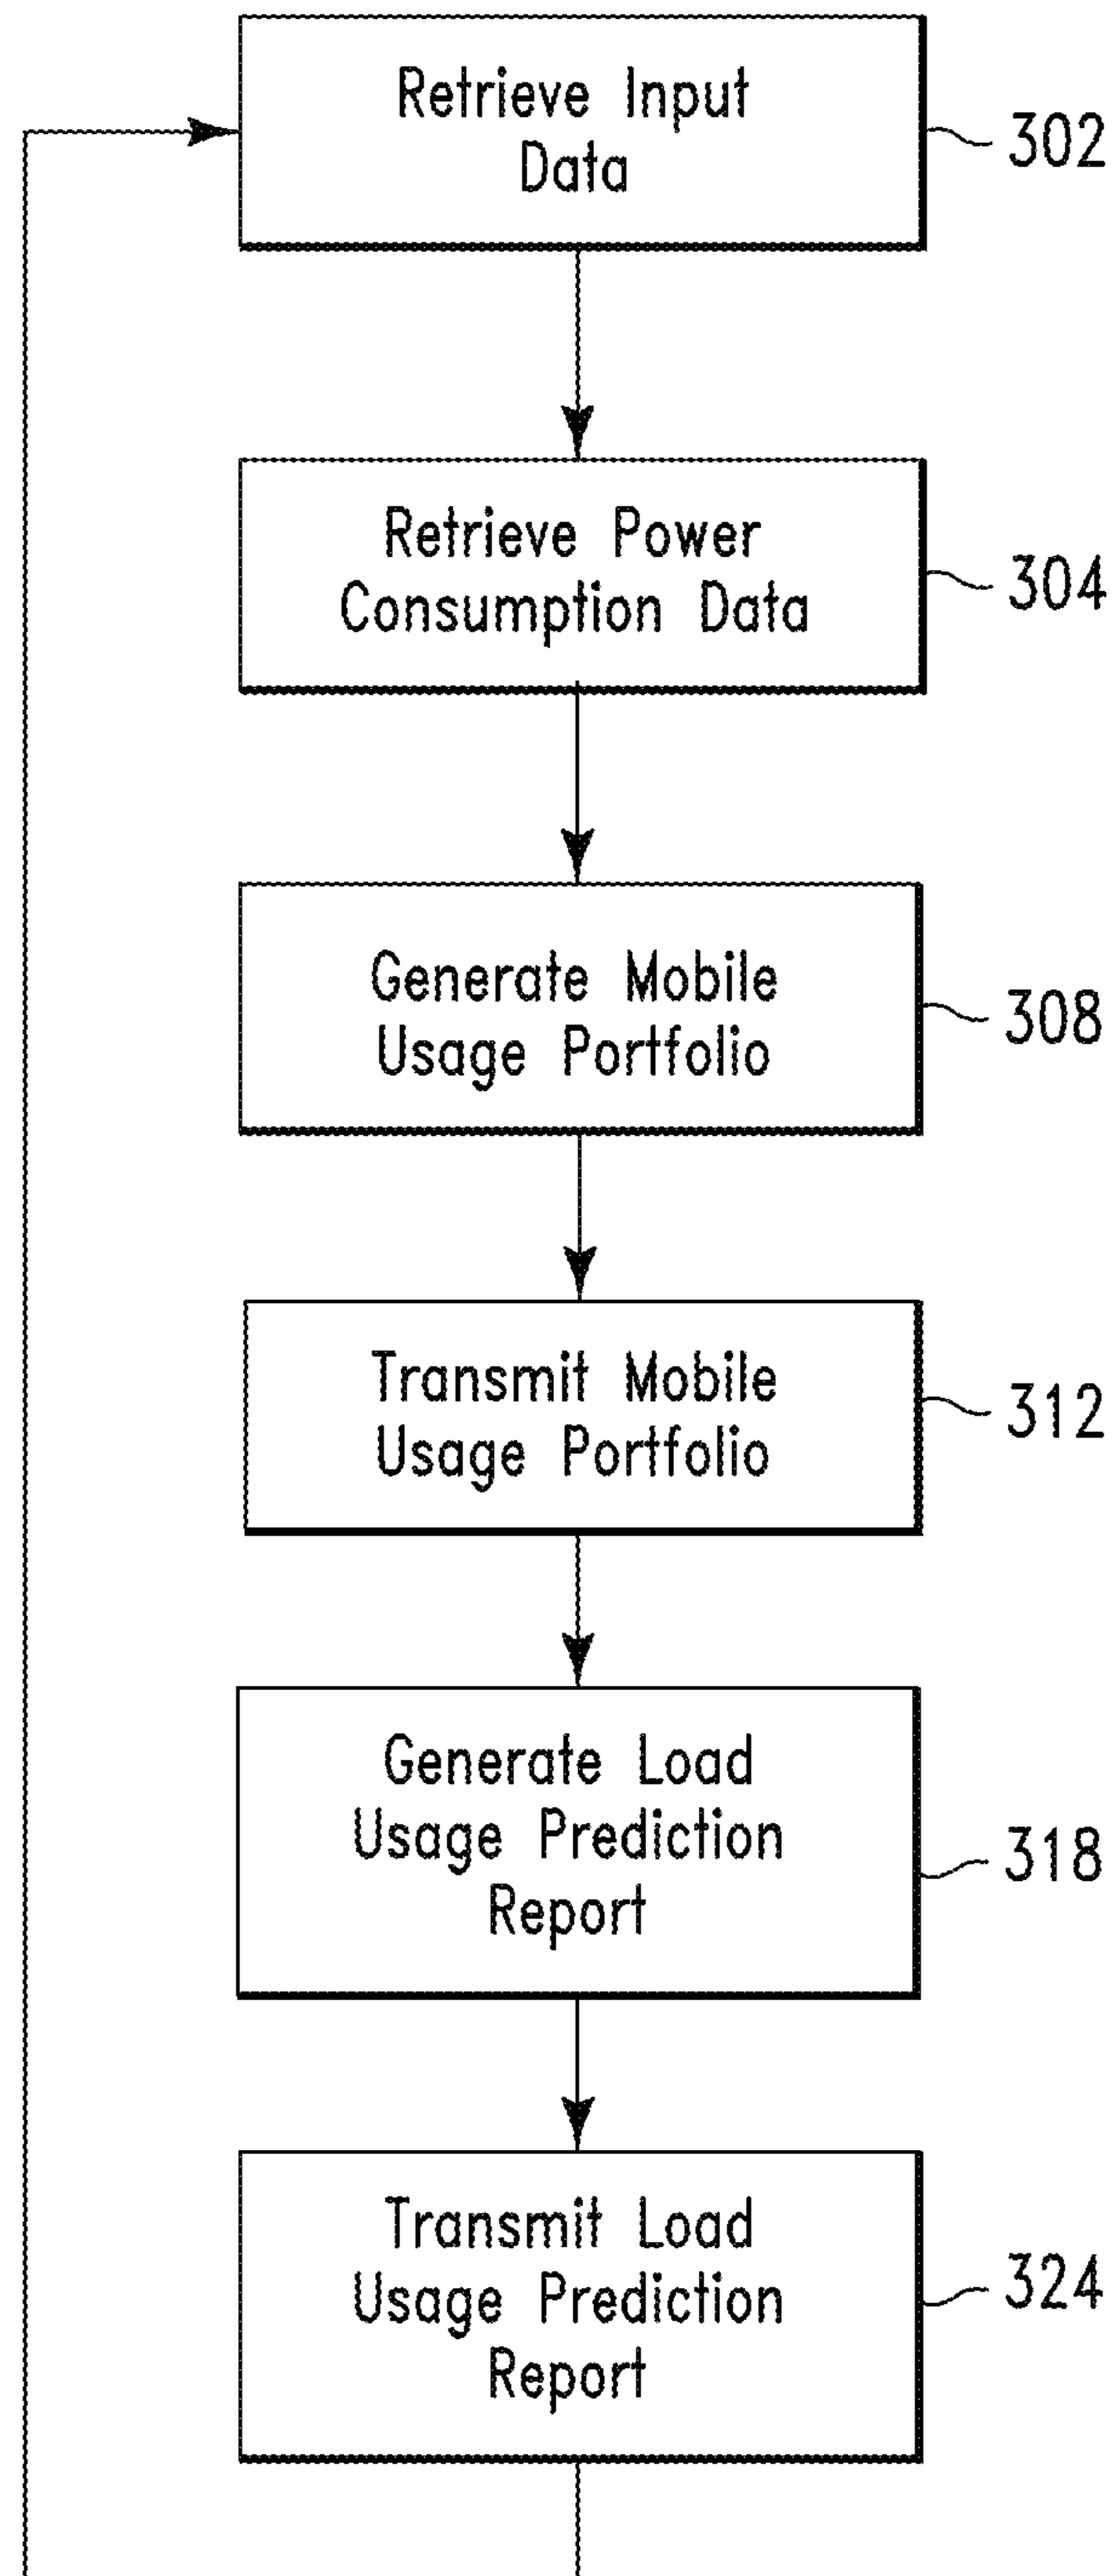 Retrieve Input
Data
302
Retrieve Power
Consumption Data
304
Generate Mobile
Usage Portfolio
308
Transmit Mobile
Usage Portfolio
312
Generate Load
Usage Prediction
Report
318
Transmit Load
Usage Prediction
Report
324